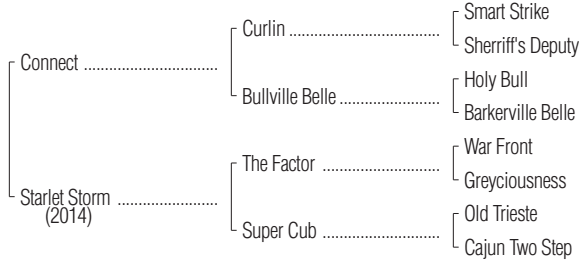 Smart Strike
Curlin ..................................
Sherriff's Deputy
Connect ................................
Holy Bull
Bullville Belle ........................
Barkerville Belle
War Front
The Factor ...........................
Greyciousness
Starlet Storm ........................
(2014)
Old Trieste
Super Cub ............................
Cajun Two Step